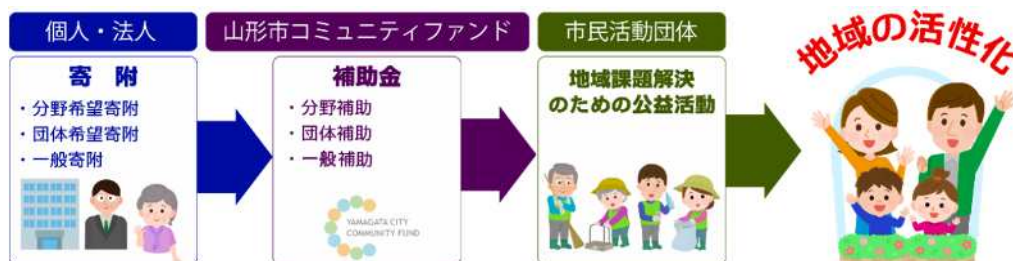 個人・法人
寄 附
・分野希望寄附
・団体希望寄附
・一般寄附
山形市コミュニティファンド
補助金
・分野補助
・団体補助
・一般補助
YAMAGATA CITY
COMMUNITY FUND
市民活動団体
地域課題解決
のための公益活動
地域の活性化